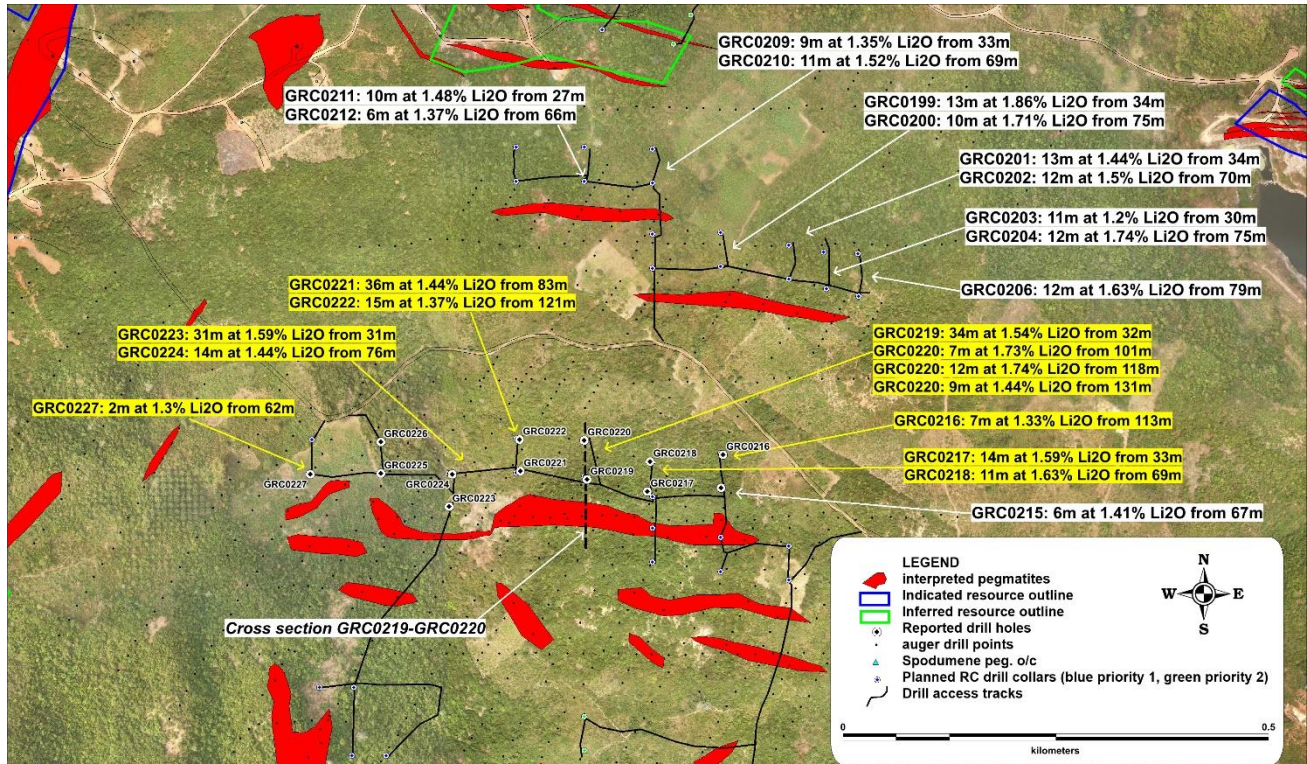 GRC0209: 9m at 1.35% Li2O from 33m
GRC0210: 11m at 1.52% Li2O from 69m
GRC0211: 10m at 1.48% Li2O from 27m
GRC0212: 6m at 1.37% Li2O from 66m
GRC0199: 13m at 1.86% Li2O from 34m
GRC0200: 10m at 1.71% Li2O from 75m
GRC0201: 13m at 1.44% Li2O from 34m
GRC0202: 12m at 1.5% Li2O from 70m
GRC0203: 11m at 1.2% Li2O from 30m
GRC0204: 12m at 1.74% Li2O from 75m
GRC0206: 12m at 1.63% Li2O from 79m
GRC0221: 36m at 1.44% Li2O from 83m
GRC0222: 15m at 1.37% Li2O from 121m
GRC0223: 31m at 1.59% Li2O from 31m
GRC0224: 14m at 1.44% Li2O from 76m
GRC0219: 34m at 1.54% Li2O from 32m
GRC0220: 7m at 1.73% Li2O from 101m
GRC0220: 12m at 1.74% Li2O from 118m
GRC0220: 9m at 1.44% Li2O from 131m
GRC0227: 2m at 1.3% Li2O from 62m
GRC0216: 7m at 1.33% Li2O from 113m
GRC0217: 14m at 1.59% Li2O from 33m
GRC0218: 11m at 1.63% Li2O from 69m
GRC0215: 6m at 1.41% Li2O from 67m
GRC0226
GRC0222
GRC0220
GRC0216
GRC0218
GRC0225
GRC0221
GRC0219
GRC0227
GRC0224
GRC0217
GRC0223
Cross section GRC0219-GRC0220
LEGEND
interpreted pegmatites
Indicated resource outline
Inferred resource outline
Reported drill holes
auger drill points
Spodumene peg. o/c
Planned RC drill collars (blue priority 1, green priority 2)
Drill access tracks
N
W E
S
0 0.5
kilometers